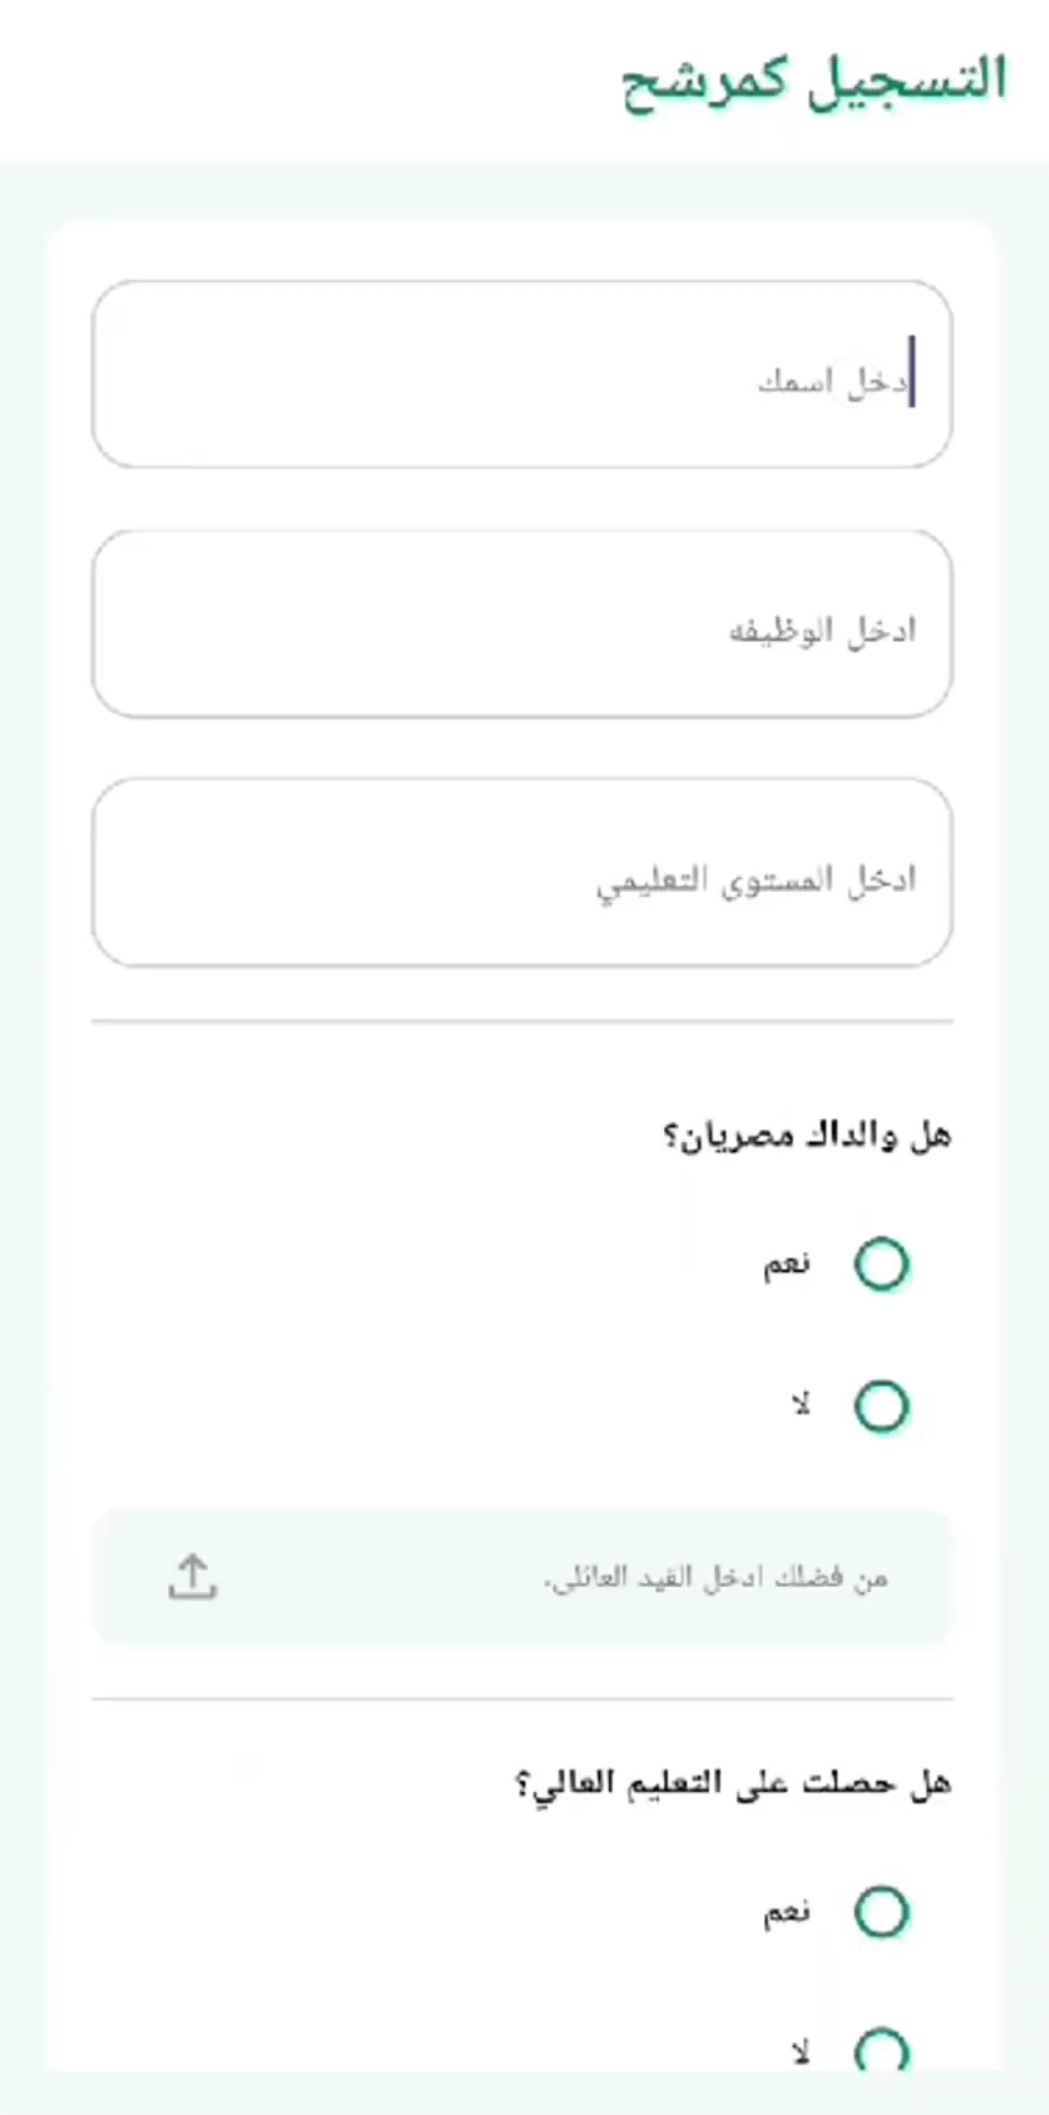 التسجيل كمرشح
دخل اسمك
ادخل الوظيفه
ادخل المستوى التعليمي
هل والداك مصريان؟
نعم
لا
من فضلك ادخل القيد العائلى.
هل حصلت على التعليم العالي؟
نعم
لا